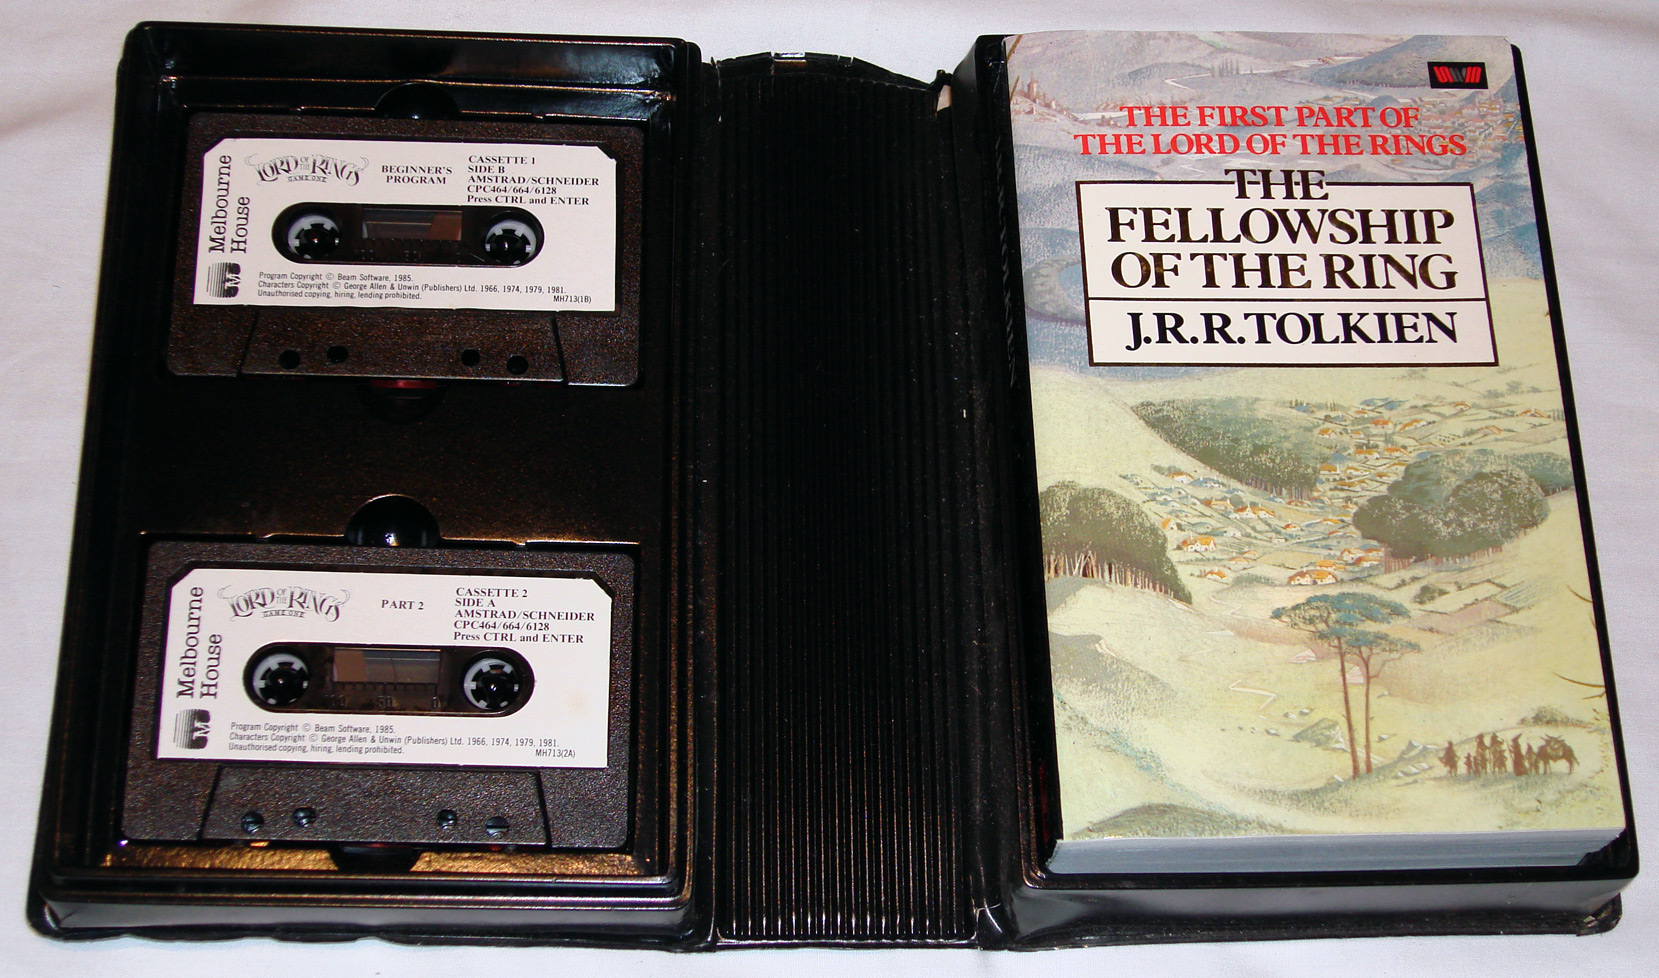 Melbourne
House
LORD OF THE RINGS
GAME ONE
BEGINNER'S
PROGRAM
CASSETTE 1
SIDE B
AMSTRAD/SCHNEIDER
CPC464/664/6128
Press CTRL and ENTER
Program Copyright © Beam Software, 1985.
Characters Copyright © George Allen & Unwin (Publishers) Ltd. 1966, 1974, 1979, 1981.
Unauthorised copying, hiring, lending prohibited.
MH713(1B)
Melbourne
House
LORD OF THE RINGS
GAME ONE
PART 2
CASSETTE 2
SIDE A
AMSTRAD/SCHNEIDER
CPC464/664/6128
Press CTRL and ENTER
50 0
Program Copyright © Beam Software, 1985.
Characters Copyright © George Allen & Unwin (Publishers) Ltd. 1966, 1974, 1979, 1981.
Unauthorised copying, hiring, lending prohibited.
MH713(2A)
UNWIN
THE FIRST PART OF
THE LORD OF THE RINGS
THE
FELLOWSHIP
OF THE RING
J.R.R. TOLKIEN